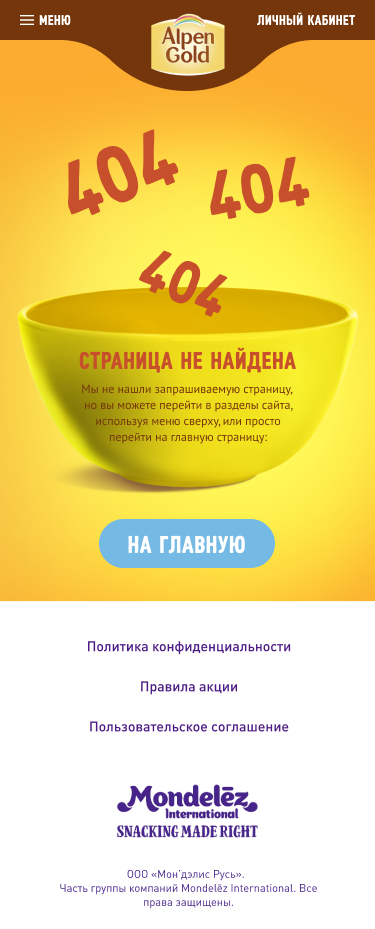 МЕНЮ
Alpen
Gold
ЛИЧНЫЙ КАБИНЕТ
404
404
404
СТРАНИЦА НЕ НАЙДЕНА
Мы не нашли запрашиваемую страницу,
но вы можете перейти в разделы сайта,
используя меню сверху, или просто
перейти на главную страницу:
НА ГЛАВНУЮ
Политика конфиденциальности
Правила акции
Пользовательское соглашение
Mondelēz
International
SNACKING MADE RIGHT
ООО «Мон'дэлис Русь».
Часть группы компаний Mondelēz International. Все
права защищены.